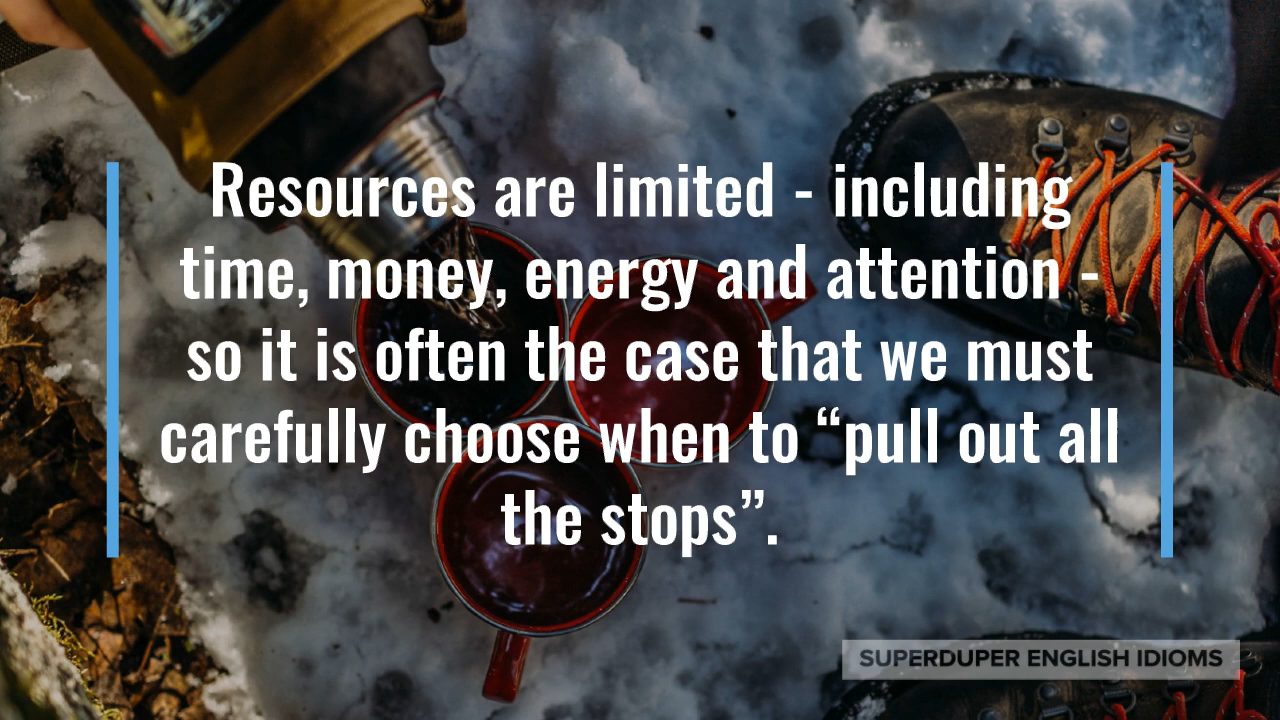 Resources are limited - including
time, money, energy and attention -
so it is often the case that we must
carefully choose when to “pull out all
the stops”.
SUPERDUPER ENGLISH IDIOMS